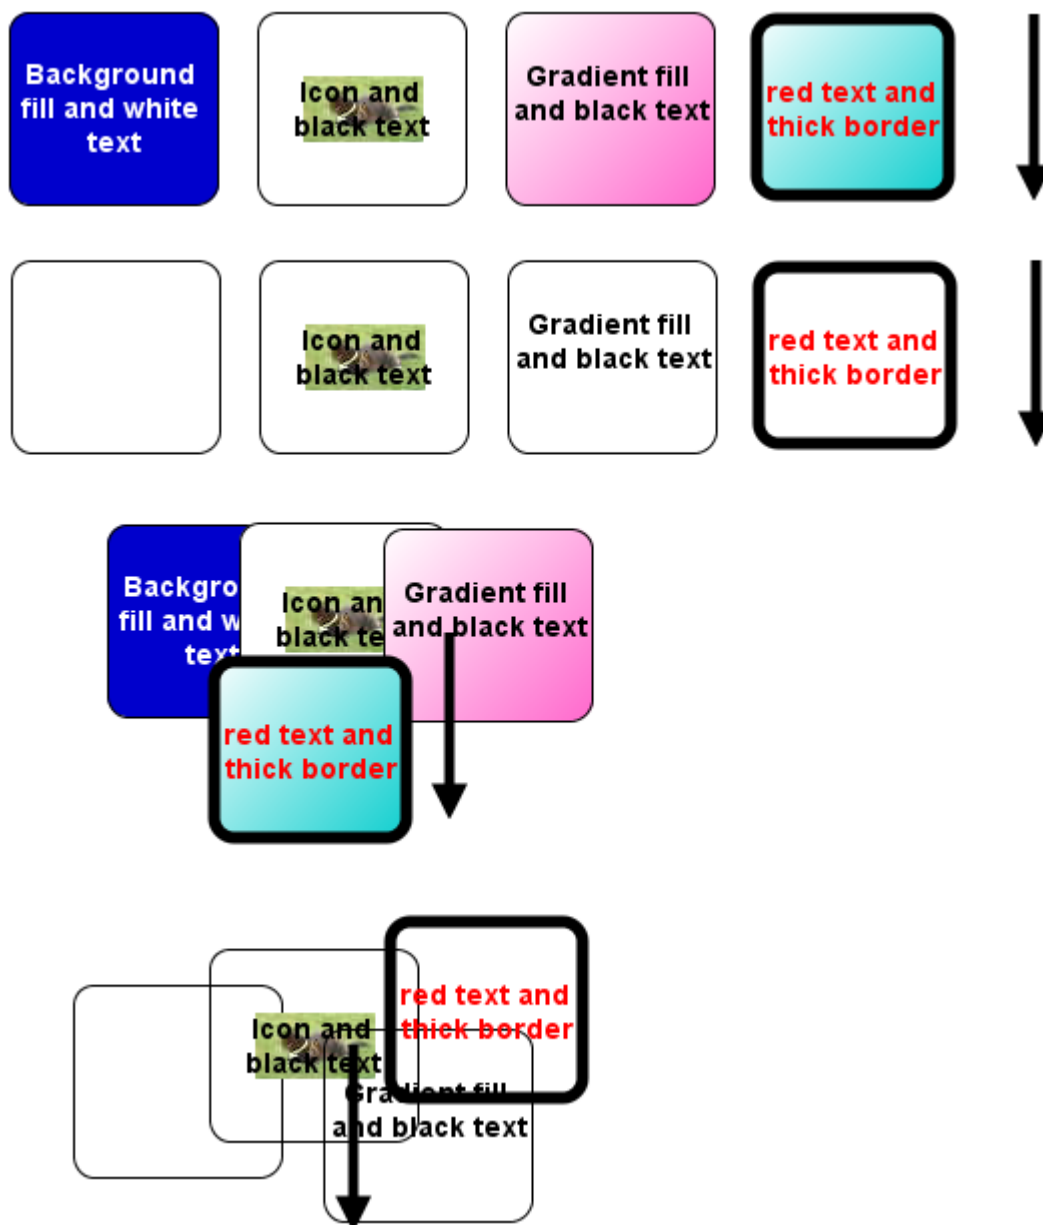 Background
fill and white
text
Icon and
black text
Gradient fill
and black text
red text and
thick border
Icon and
black text
Gradient fill
and black text
red text and
thick border
Backgro
fill and w
text
Icon an
black te
Gradient fill
and black text
red text and
thick border
red text and
thick border
Icon and
black text
Gradient fill
and black text